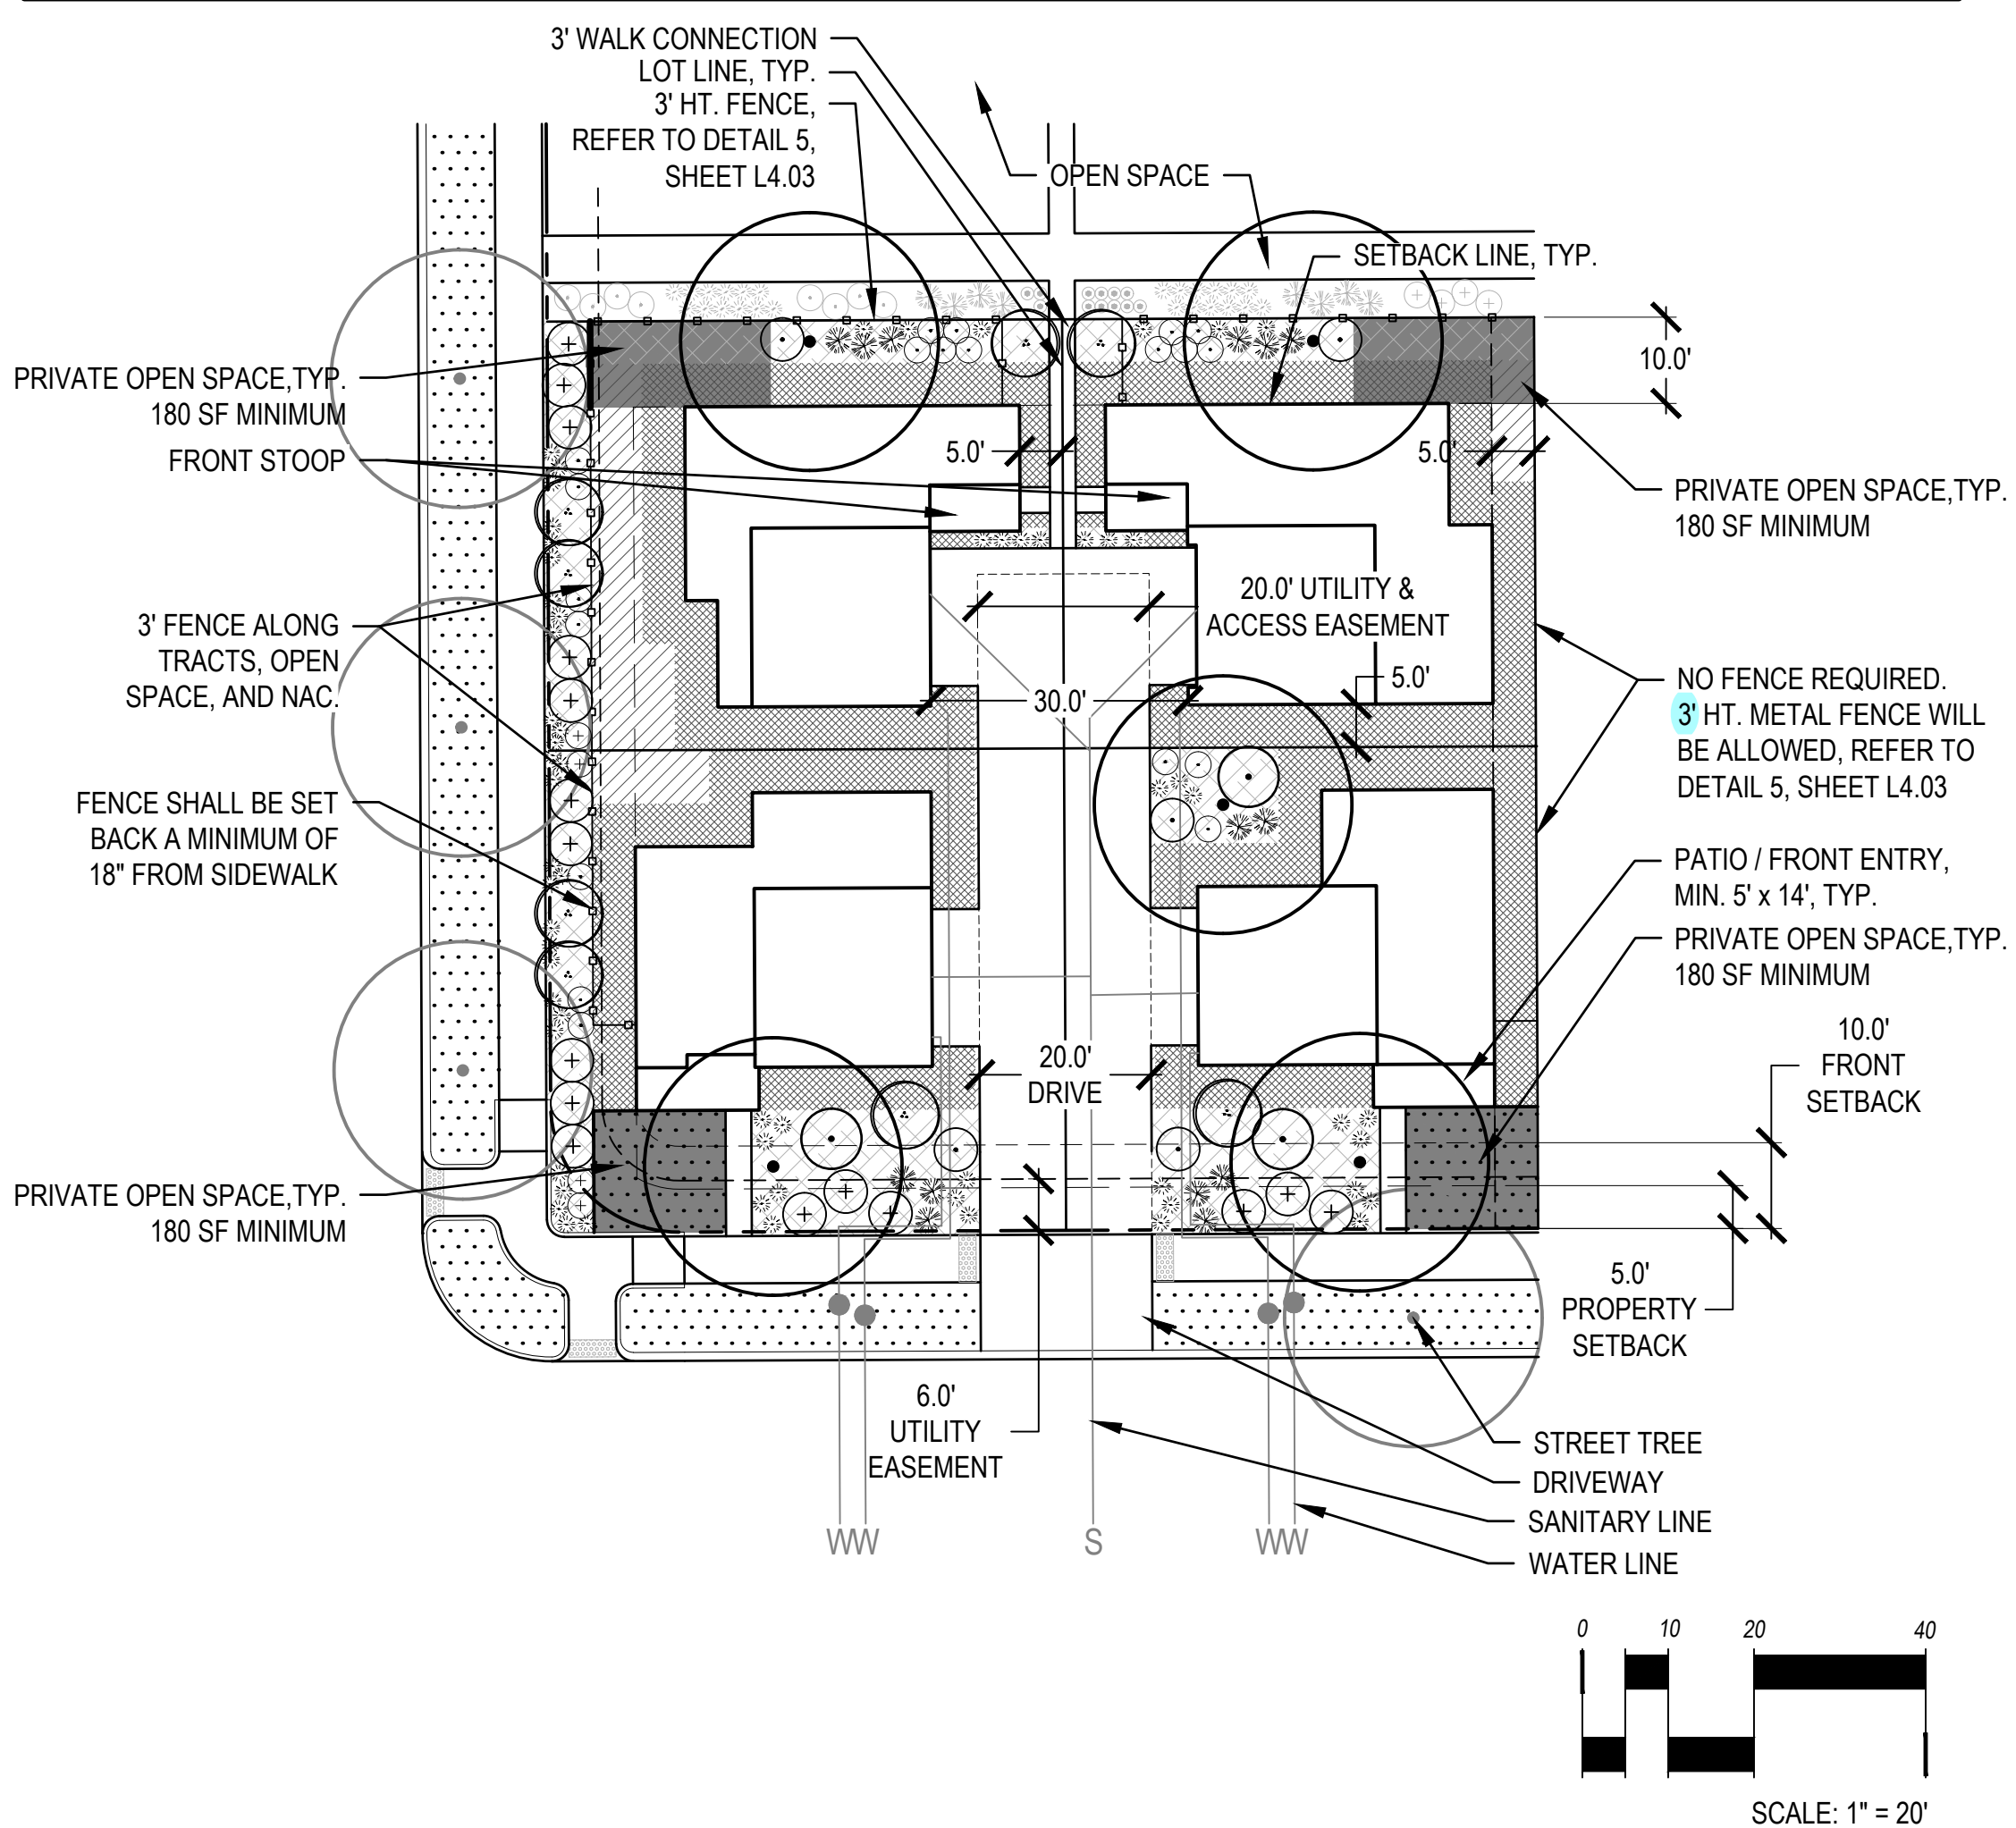 3' WALK CONNECTION
LOT LINE, TYP.
3' HT. FENCE,
REFER TO DETAIL 5,
SHEET L4.03
OPEN SPACE
SETBACK LINE, TYP.
10.0'
PRIVATE OPEN SPACE,TYP.
180 SF MINIMUM
FRONT STOOP
5.0'
5.0'
PRIVATE OPEN SPACE,TYP.
180 SF MINIMUM
20.0' UTILITY &
ACCESS EASEMENT
3' FENCE ALONG
TRACTS, OPEN
SPACE, AND NAC.
30.0'
5.0'
NO FENCE REQUIRED.
3' HT. METAL FENCE WILL
BE ALLOWED, REFER TO
DETAIL 5, SHEET L4.03
FENCE SHALL BE SET
BACK A MINIMUM OF
18" FROM SIDEWALK
PATIO / FRONT ENTRY,
MIN. 5' x 14', TYP.
PRIVATE OPEN SPACE,TYP.
180 SF MINIMUM
20.0'
DRIVE
10.0'
FRONT
SETBACK
PRIVATE OPEN SPACE,TYP.
180 SF MINIMUM
5.0'
PROPERTY
SETBACK
6.0'
UTILITY
EASEMENT
STREET TREE
DRIVEWAY
SANITARY LINE
WATER LINE
WW
S
WW
0 10 20 40
SCALE: 1" = 20'